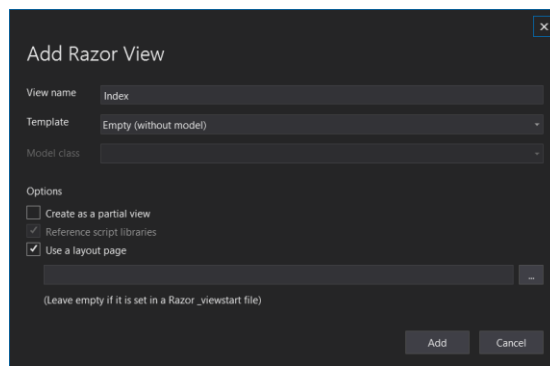 Add Razor View
View name Index
Template Empty (without model)
Model class
Options
Create as a partial view
Reference script libraries
Use a layout page
...
(Leave empty if it is set in a Razor _viewstart file)
Add Cancel